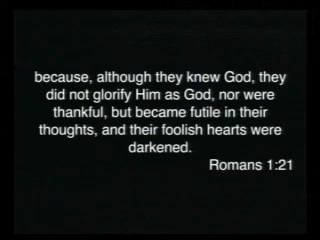 because, although they knew God, they
did not glorify Him as God, nor were
thankful, but became futile in their
thoughts, and their foolish hearts were
darkened.
Romans 1:21